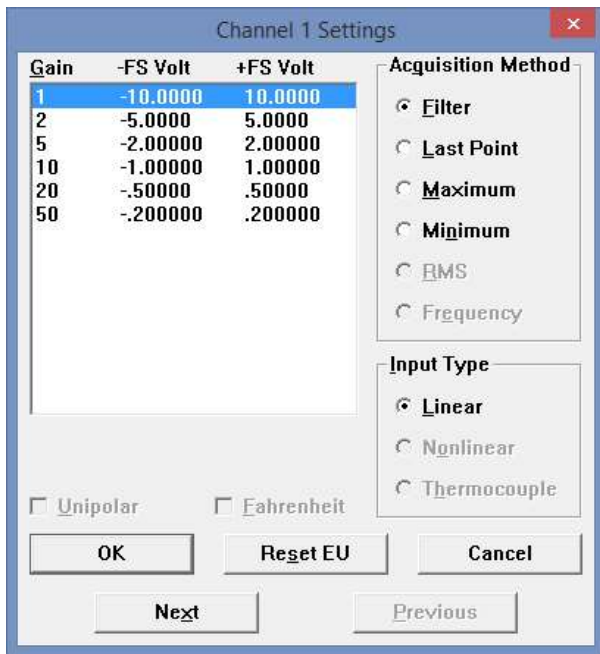 Channel 1 Settings
Gain -FS Volt +FS Volt
1 -10.0000 10.0000
2 -5.0000 5.0000
5 -2.00000 2.00000
10 -1.00000 1.00000
20 -.50000 .50000
50 -.200000 .200000
Acquisition Method
Filter
Last Point
Maximum
Minimum
RMS
Frequency
Input Type
Linear
Nonlinear
Thermocouple
Unipolar Fahrenheit
OK Reset EU Cancel
Next Previous